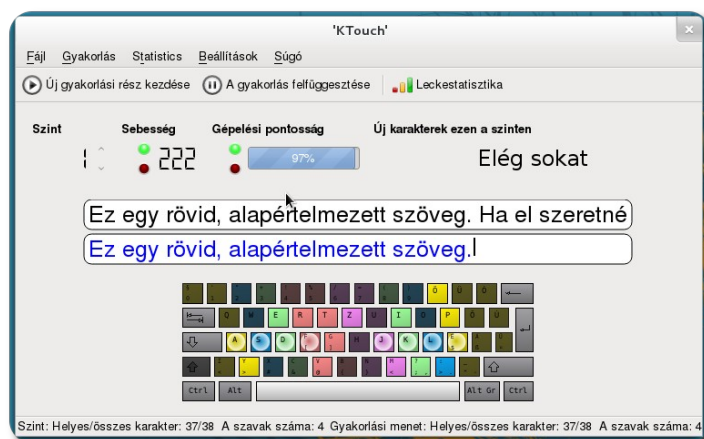 'KTouch'
Fájl Gyakorlás Statistics Beállítások Súgó
Új gyakorlási rész kezdése A gyakorlás felfüggesztése Leckestatisztika
Szint Sebesség Gépelési pontosság Új karakterek ezen a szinten
1 222 97% Elég sokat
Ez egy rövid, alapértelmezett szöveg. Ha el szeretné
Ez egy rövid, alapértelmezett szöveg.
Q W E R T Z U I O P Ő Ú
A S D F G H J K L É
Ctrl Alt Alt Gr Ctrl
Szint: Helyes/összes karakter: 37/38 A szavak száma: 4 Gyakorlási menet: Helyes/összes karakter: 37/38 A szavak száma: 4